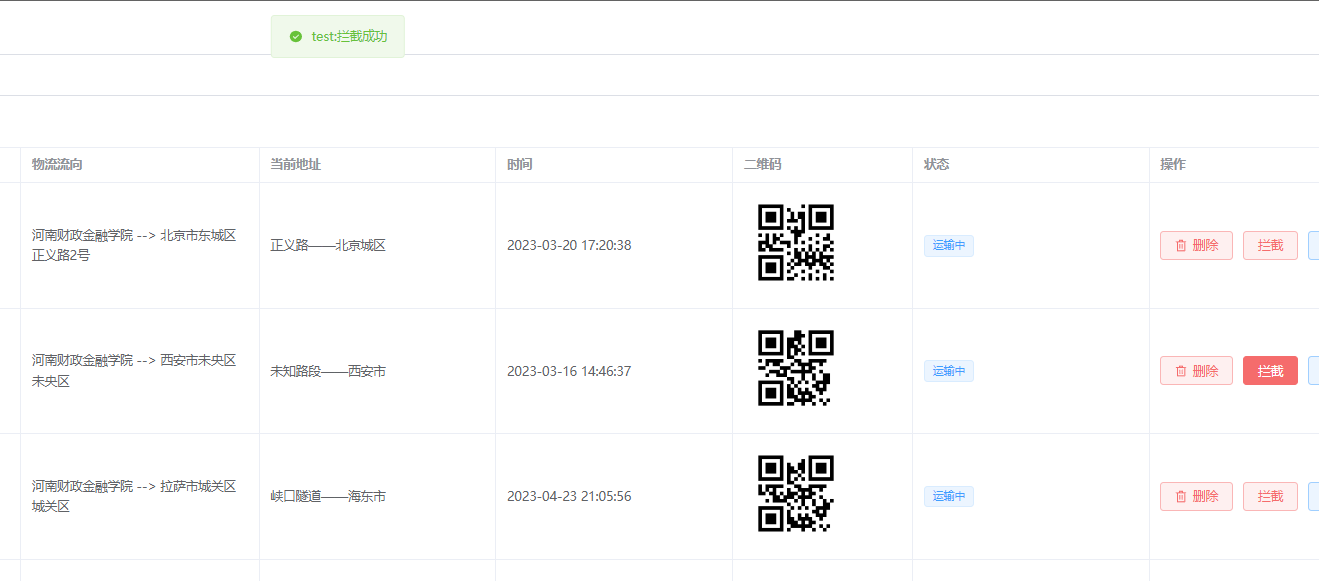 test:拦截成功
物流流向 当前地址 时间 二维码 状态 操作
河南财政金融学院 --> 北京市东城区
正义路2号
正义路——北京城区 2023-03-20 17:20:38 运输中 删除 拦截
河南财政金融学院 --> 西安市未央区
未央区
未知路段——西安市 2023-03-16 14:46:37 运输中 删除 拦截
河南财政金融学院 --> 拉萨市城关区
城关区
峡口隧道——海东市 2023-04-23 21:05:56 运输中 删除 拦截